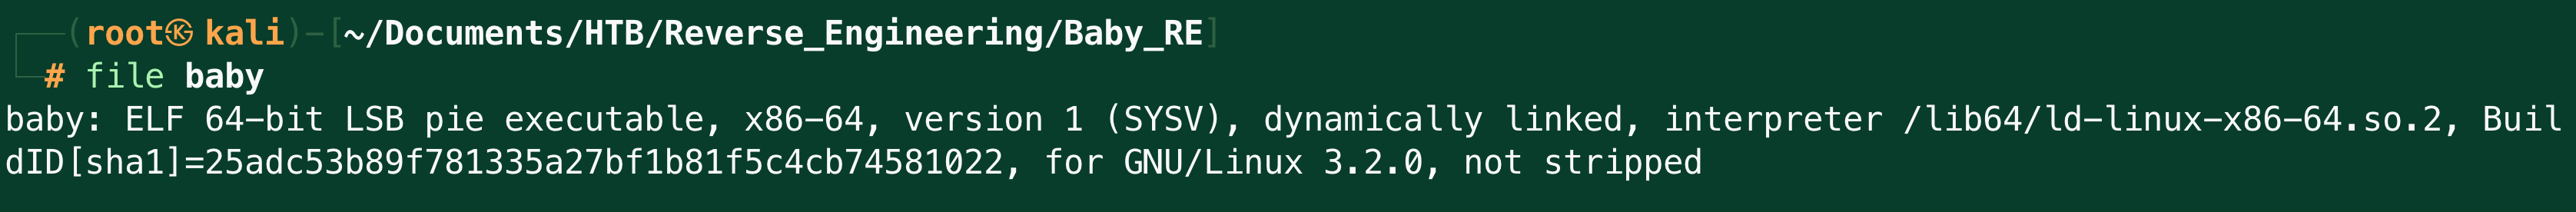 ┌──(root㉿kali)-[~/Documents/HTB/Reverse_Engineering/Baby_RE]
└─# file baby
baby: ELF 64-bit LSB pie executable, x86-64, version 1 (SYSV), dynamically linked, interpreter /lib64/ld-linux-x86-64.so.2, Buil
dID[sha1]=25adc53b89f781335a27bf1b81f5c4cb74581022, for GNU/Linux 3.2.0, not stripped